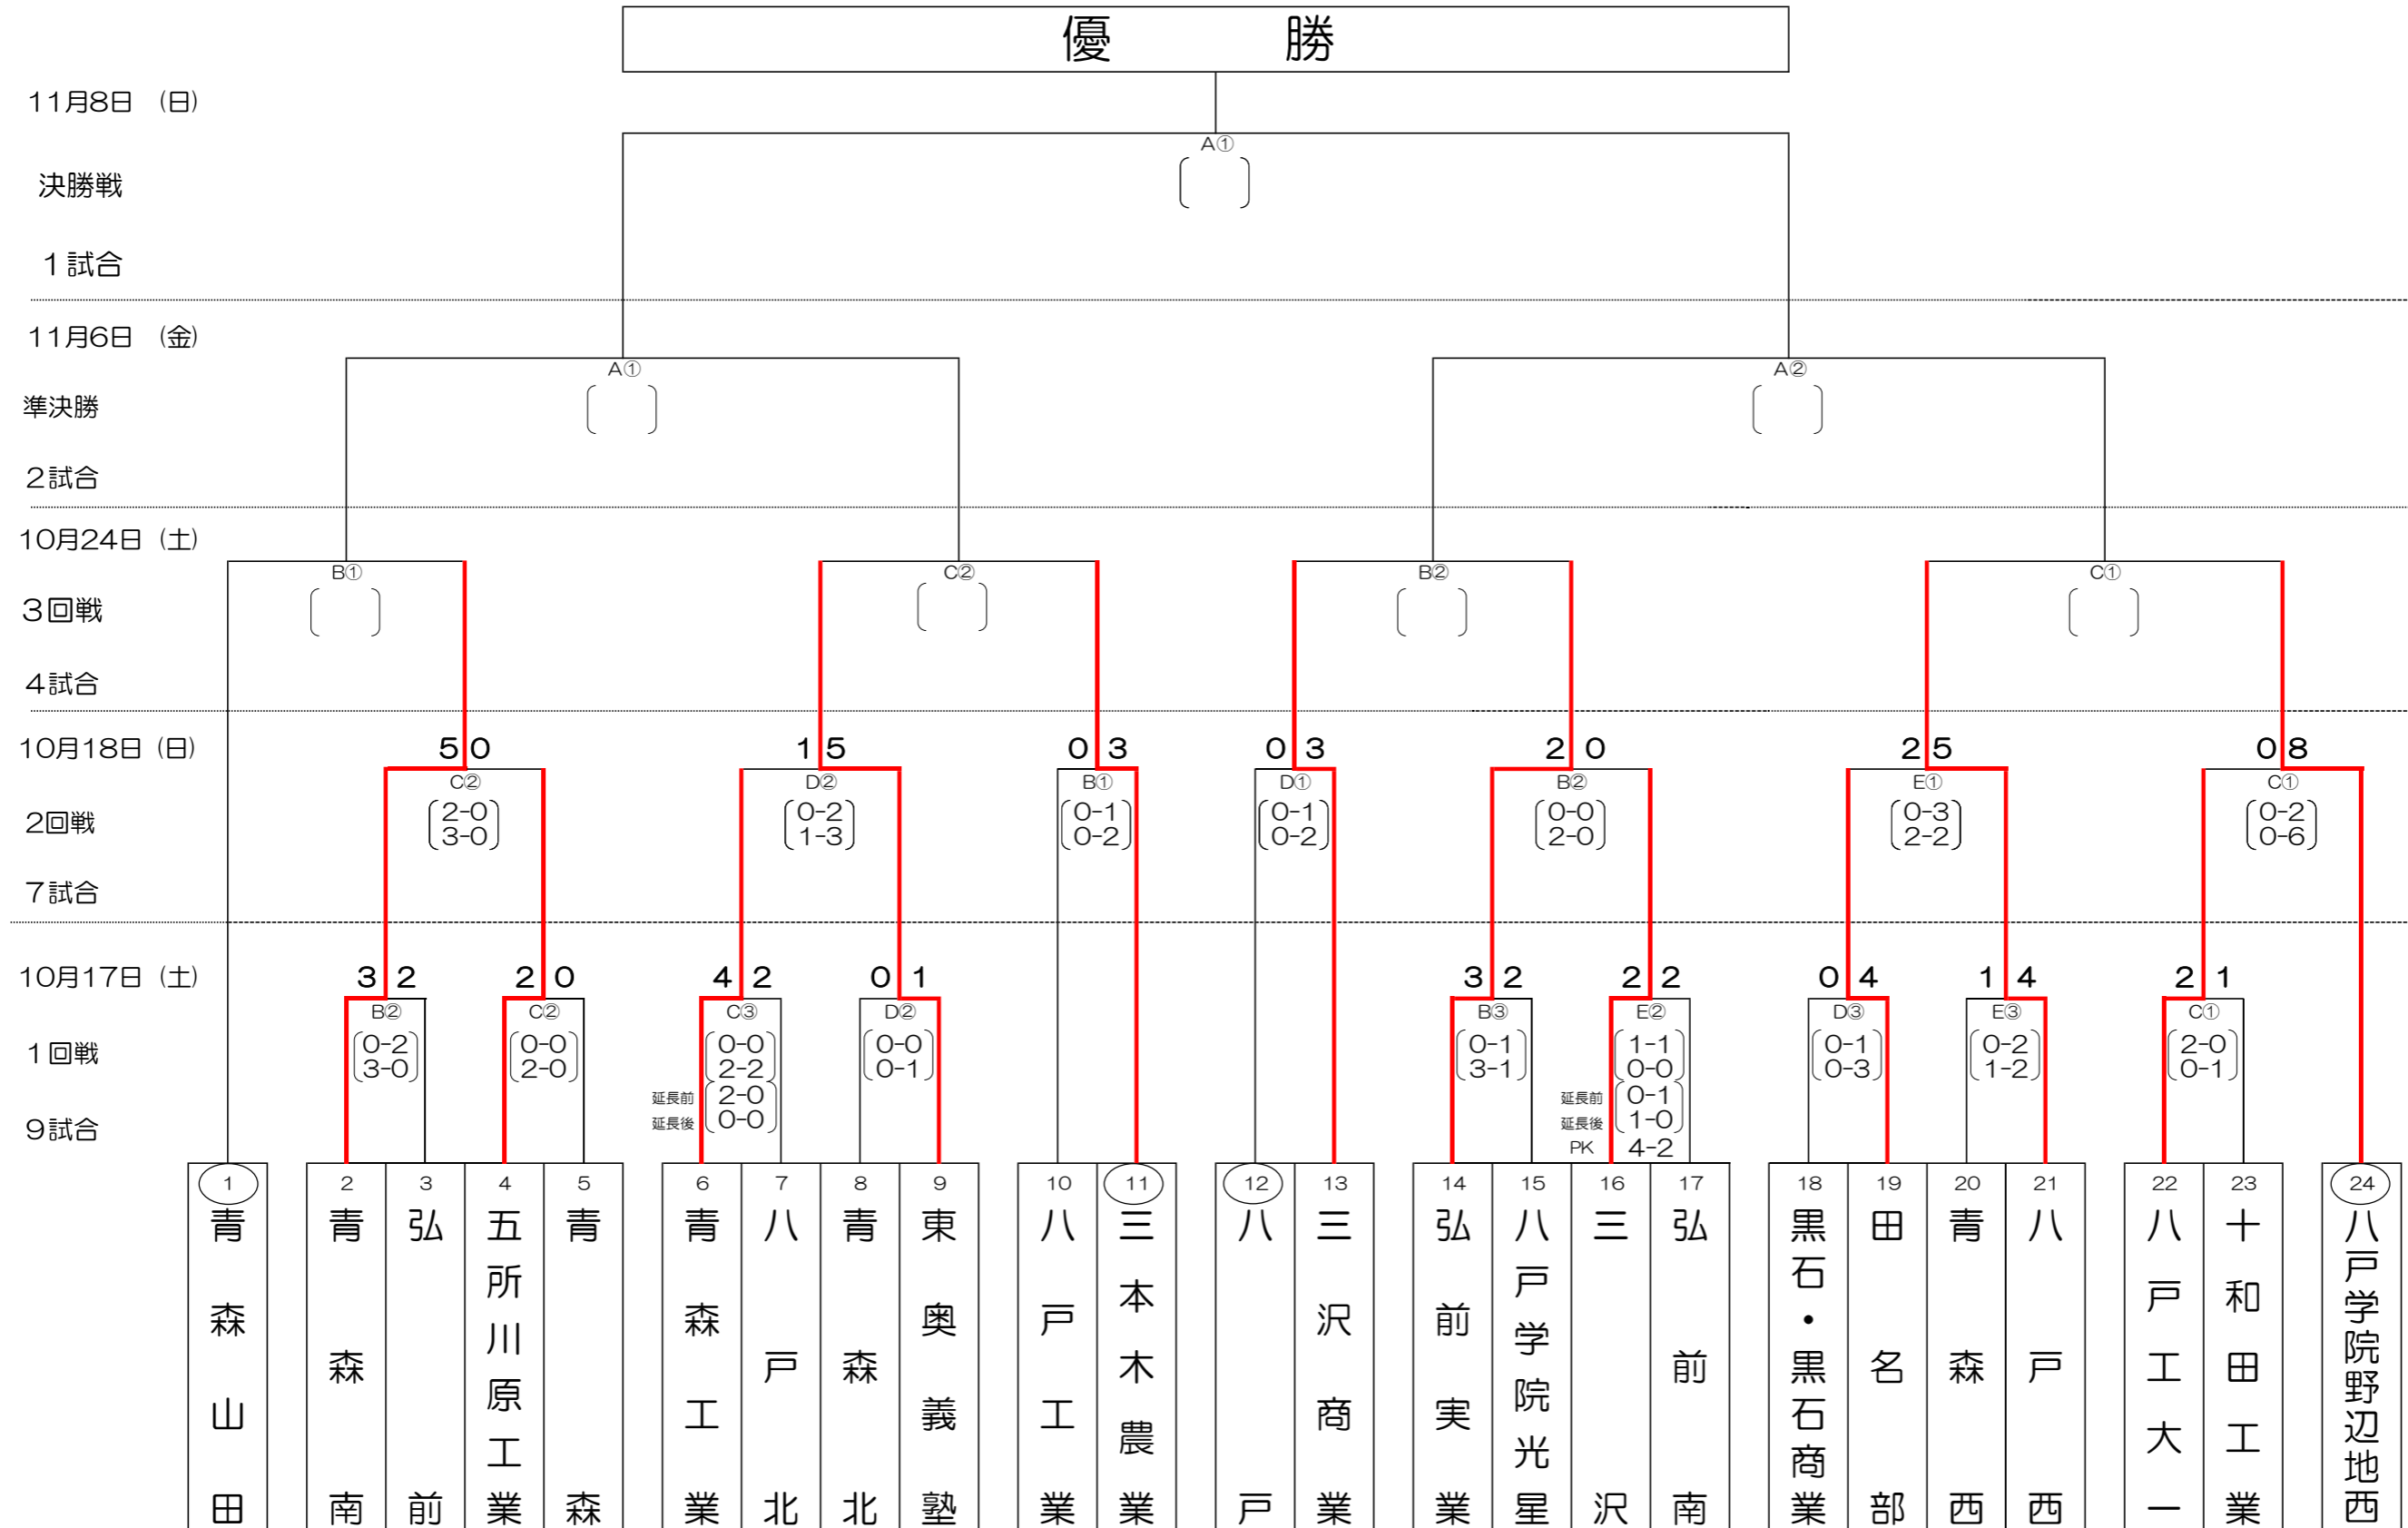 優 勝
11月8日 (日)
A①
決勝戦
1試合
11月6日 (金)
A① A②
準決勝
2試合
10月24日 (土)
B① C② B② C①
3回戦
4試合
10月18日 (日) 5 0 1 5 0 3 0 3 2 0 2 5 0 8
C② D② B① D① B② E① C①
2-0 0-2 0-1 0-1 0-0 0-3 0-2
2回戦
3-0 1-3 0-2 0-2 2-0 2-2 0-6
7試合
10月17日 (土) 3 2 2 0 4 2 0 1 3 2 2 2 0 4 1 4 2 1
B② C② C③ D② B③ E② D③ E③ C①
0-2 0-0 0-0 0-0 0-1 1-1 0-1 0-2 2-0
1回戦
3-0 2-0 2-2 0-1 3-1 0-0 0-3 1-2 0-1
延長前 2-0 延長前 0-1
延長後 0-0 延長後 1-0
9試合
PK 4-2
1 2 3 4 5 6 7 8 9 10 11 12 13 14 15 16 17 18 19 20 21 22 23 24
青森山田
青森南
弘前
五所川原工業
青森
青森工業
八戸北
青森北
東奥義塾
八戸工業
三本木農業
八戸
三沢商業
弘前実業
八戸学院光星
三沢
弘前南
黒石・黒石商業
田名部
青森西
八戸西
八戸工大一
十和田工業
八戸学院野辺地西